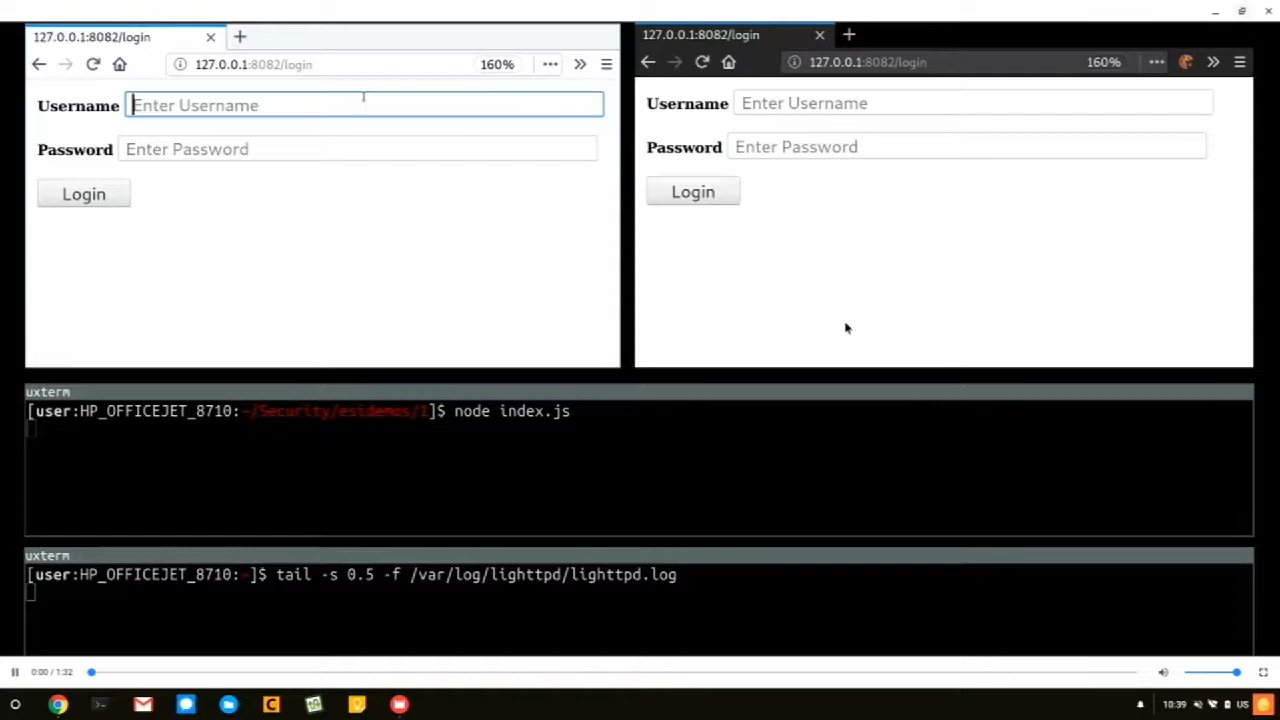 127.0.0.1:8082/login
127.0.0.1:8082/login 160%
Username Enter Username
Password Enter Password
Login
127.0.0.1:8082/login
127.0.0.1:8082/login 160%
Username Enter Username
Password Enter Password
Login
uxterm
[user:HP_OFFICEJET_8710:~/Security/esidemos/1]$ node index.js
uxterm
[user:HP_OFFICEJET_8710:~]$ tail -s 0.5 -f /var/log/lighttpd/lighttpd.log
0:00 / 1:32
10:39 US